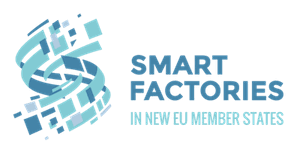 SMART
FACTORIES
IN NEW EU MEMBER STATES